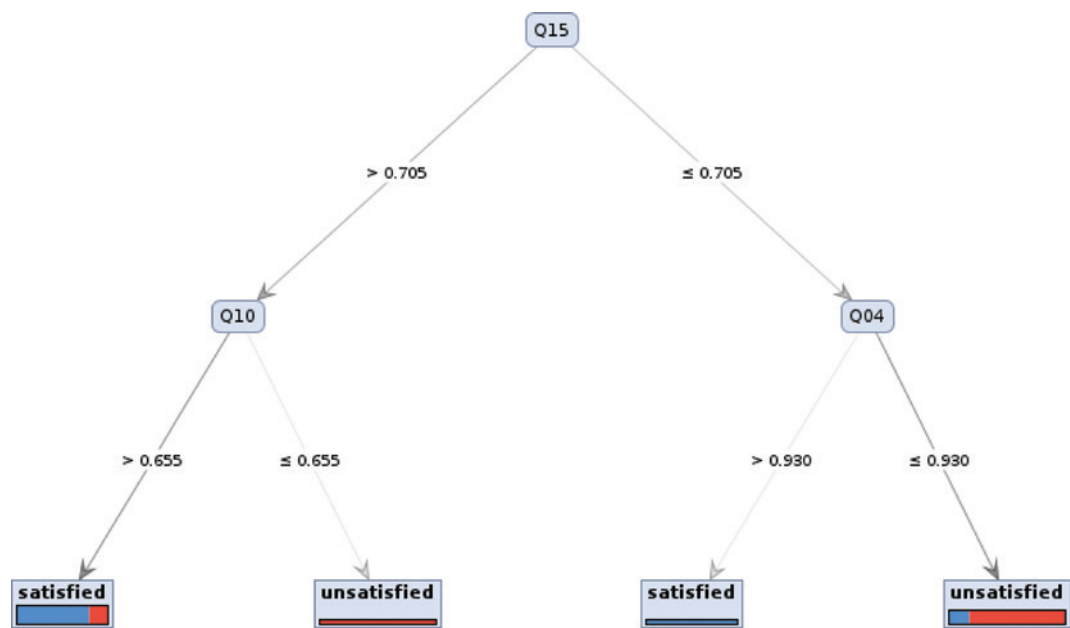 Q15
> 0.705
≤ 0.705
Q10
Q04
> 0.655
≤ 0.655
> 0.930
≤ 0.930
satisfied
unsatisfied
satisfied
unsatisfied